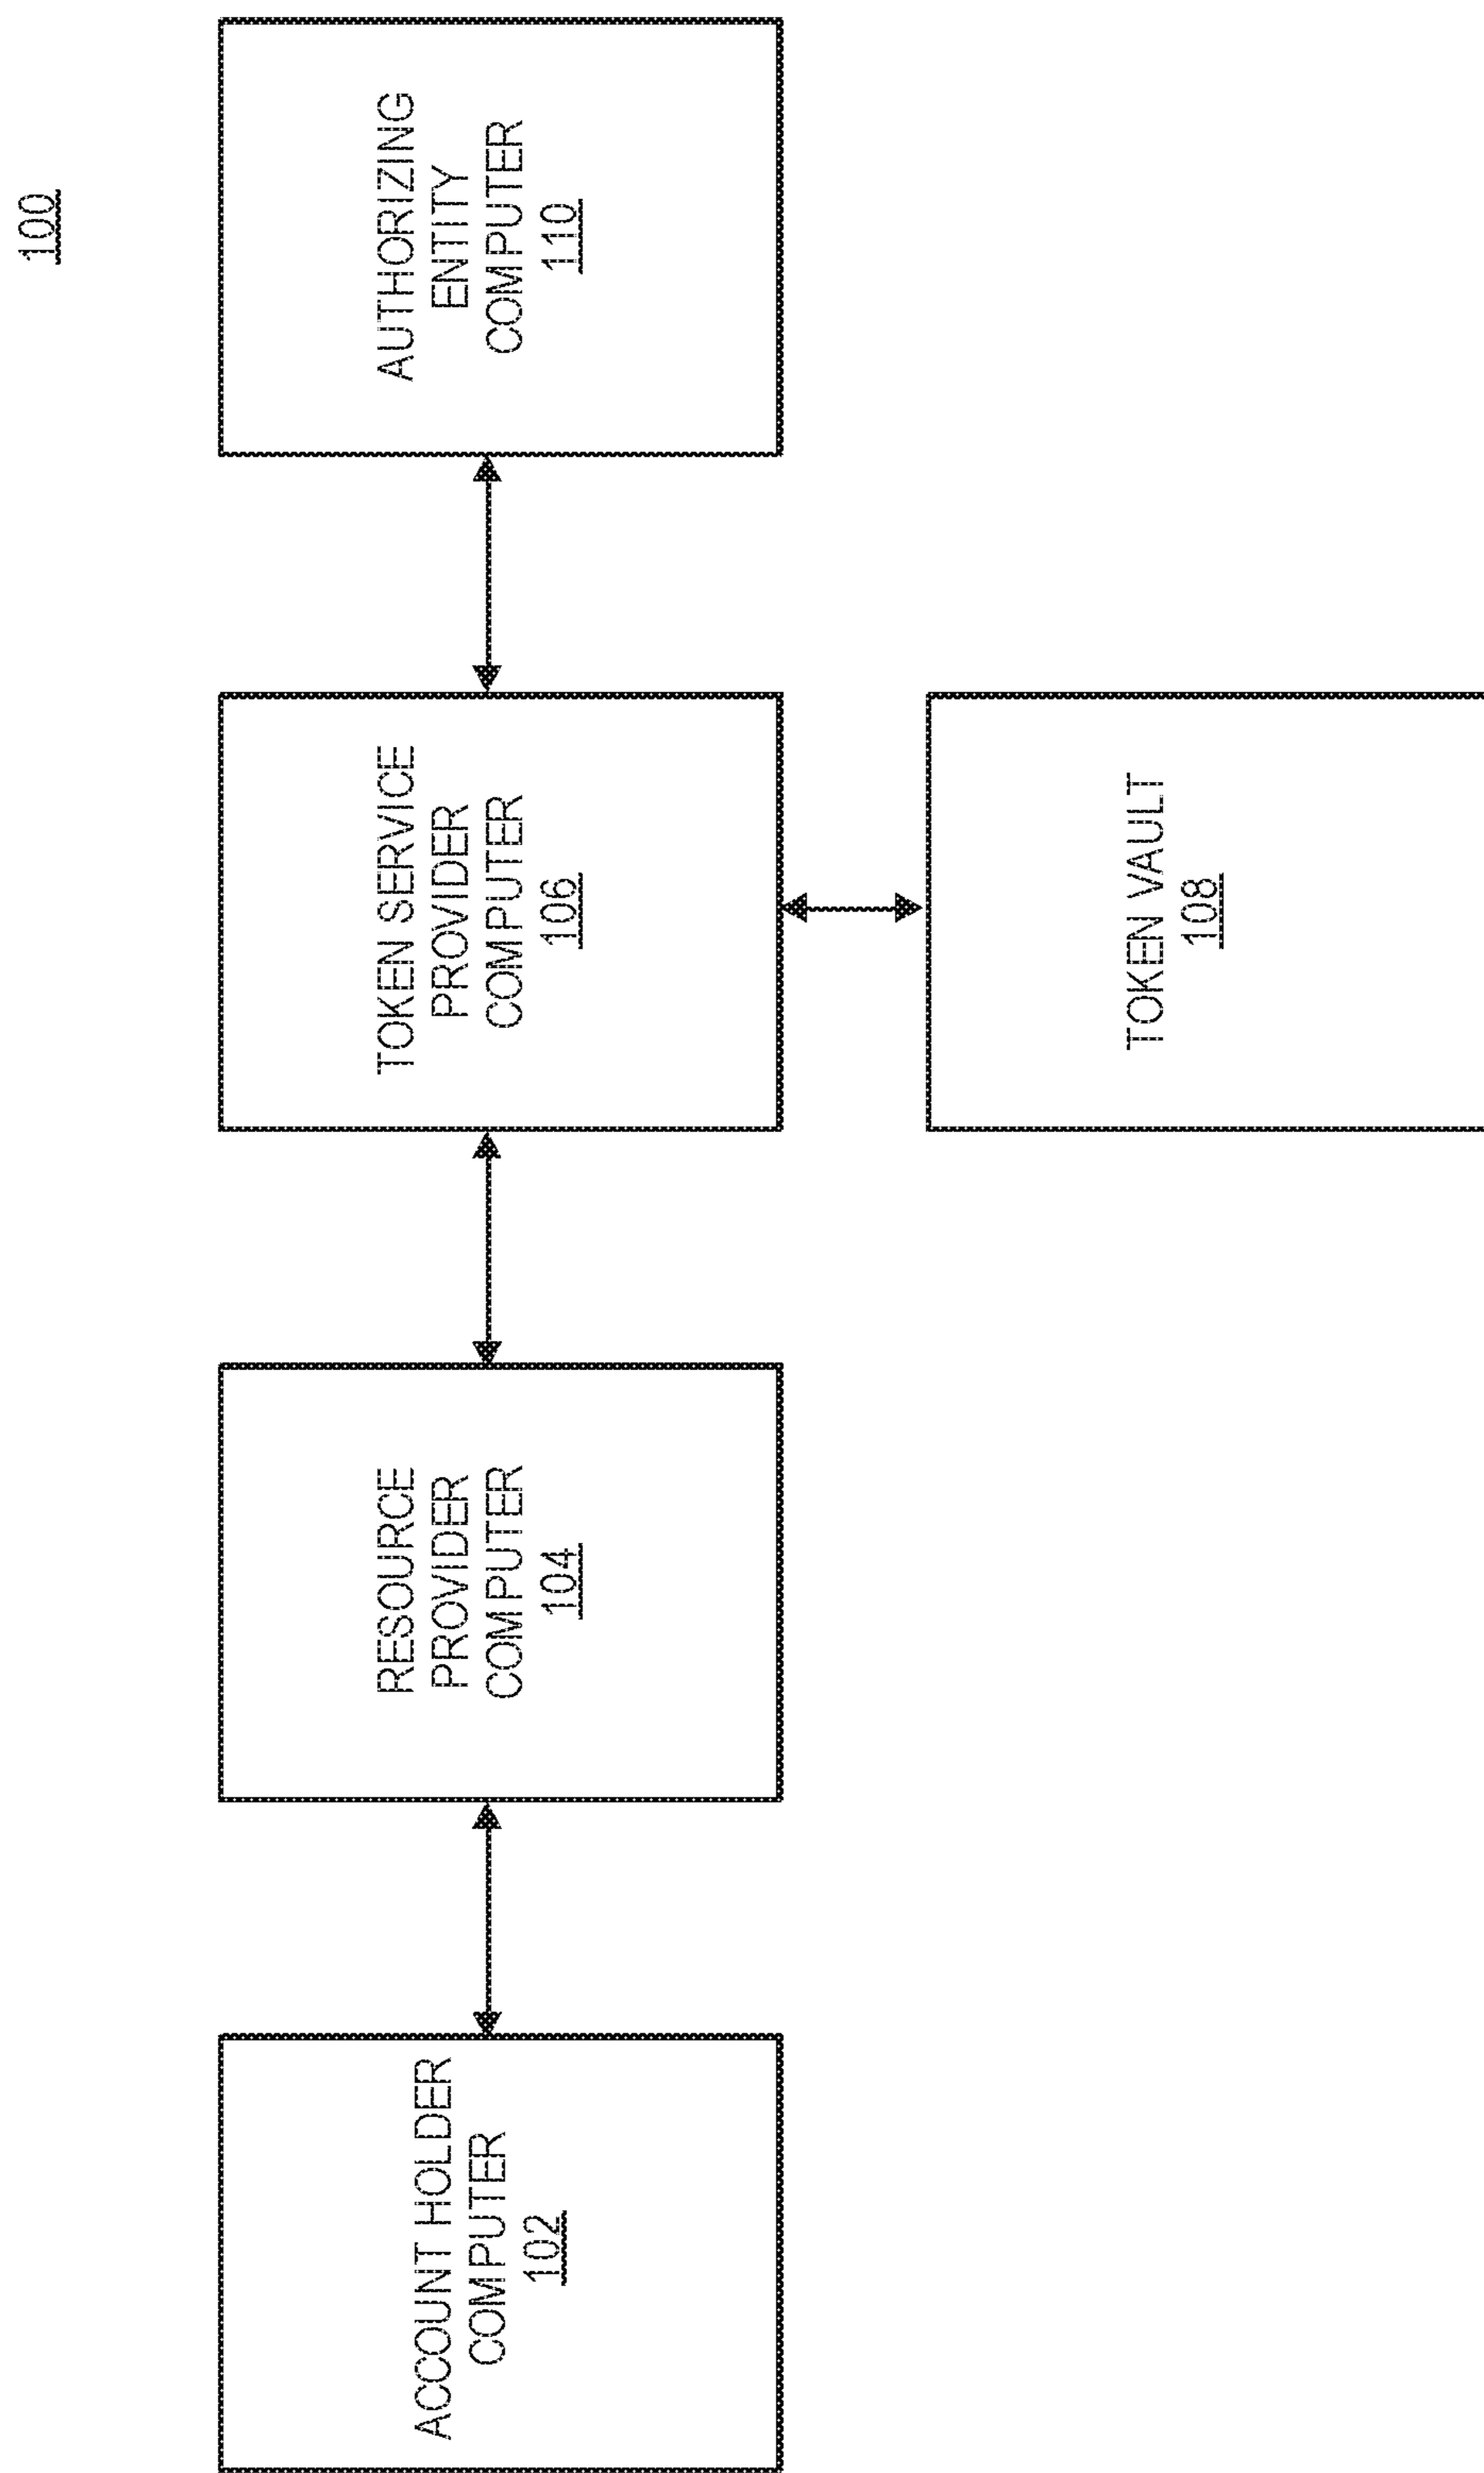 100
ACCOUNT HOLDER
COMPUTER
102
RESOURCE
PROVIDER
COMPUTER
104
TOKEN SERVICE
PROVIDER
COMPUTER
106
AUTHORIZING
ENTITY
COMPUTER
110
TOKEN VAULT
108